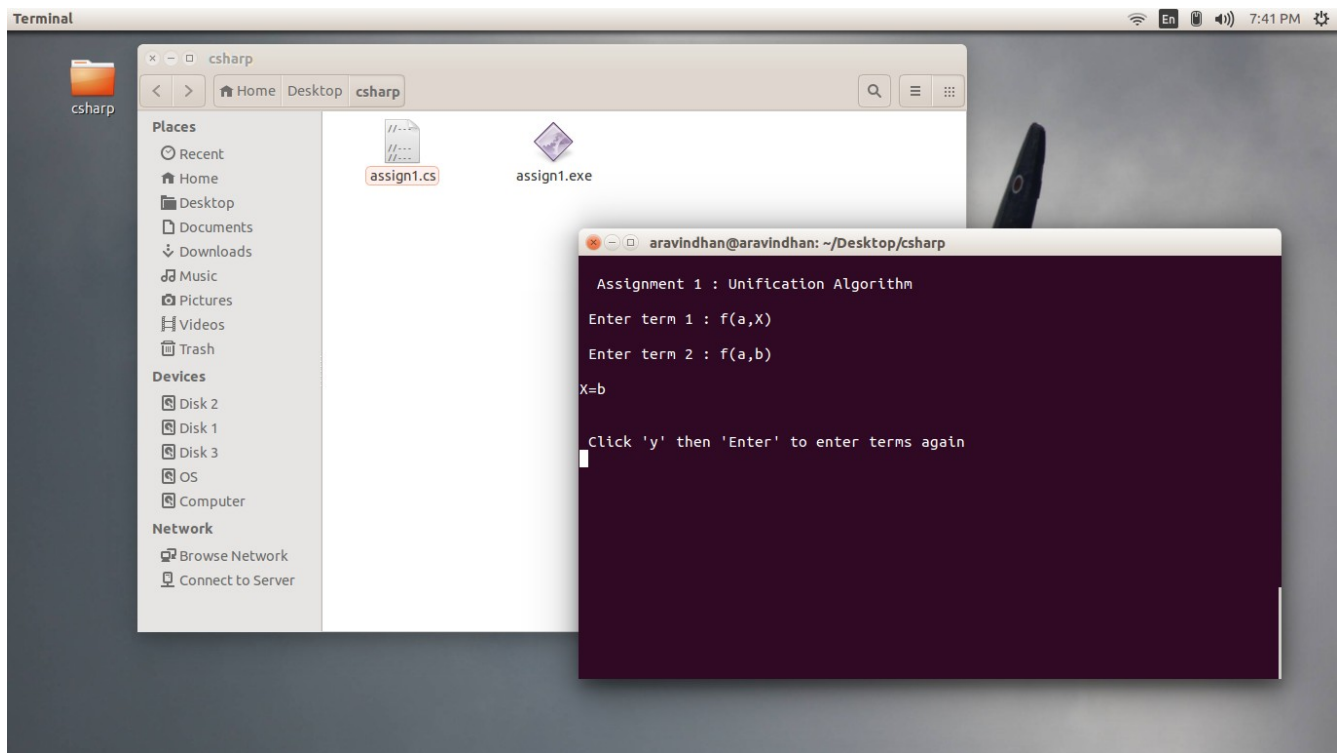 Terminal
En
7:41 PM
csharp
csharp
Home Desktop csharp
Places
Recent
Home
Desktop
Documents
Downloads
Music
Pictures
Videos
Trash
Devices
Disk 2
Disk 1
Disk 3
OS
Computer
Network
Browse Network
Connect to Server
assign1.cs
assign1.exe
aravindhan@aravindhan: ~/Desktop/csharp
Assignment 1 : Unification Algorithm
Enter term 1 : f(a,X)
Enter term 2 : f(a,b)
X=b
Click 'y' then 'Enter' to enter terms again